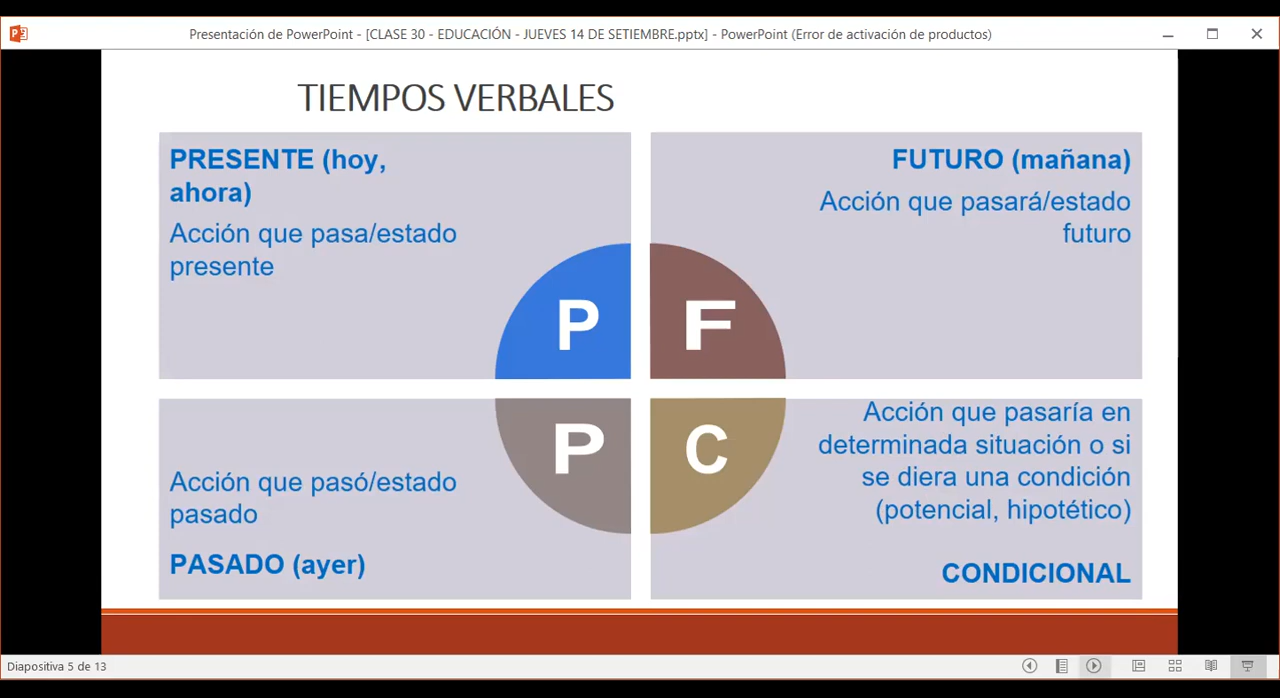 Presentación de PowerPoint - [CLASE 30 - EDUCACIÓN - JUEVES 14 DE SETIEMBRE.pptx] - PowerPoint (Error de activación de productos)
TIEMPOS VERBALES
PRESENTE (hoy,
ahora)
Acción que pasa/estado
presente
P
FUTURO (mañana)
Acción que pasará/estado
futuro
F
Acción que pasó/estado
pasado
PASADO (ayer)
P
Acción que pasaría en
determinada situación o si
se diera una condición
(potencial, hipotético)
CONDICIONAL
C
Diapositiva 5 de 13